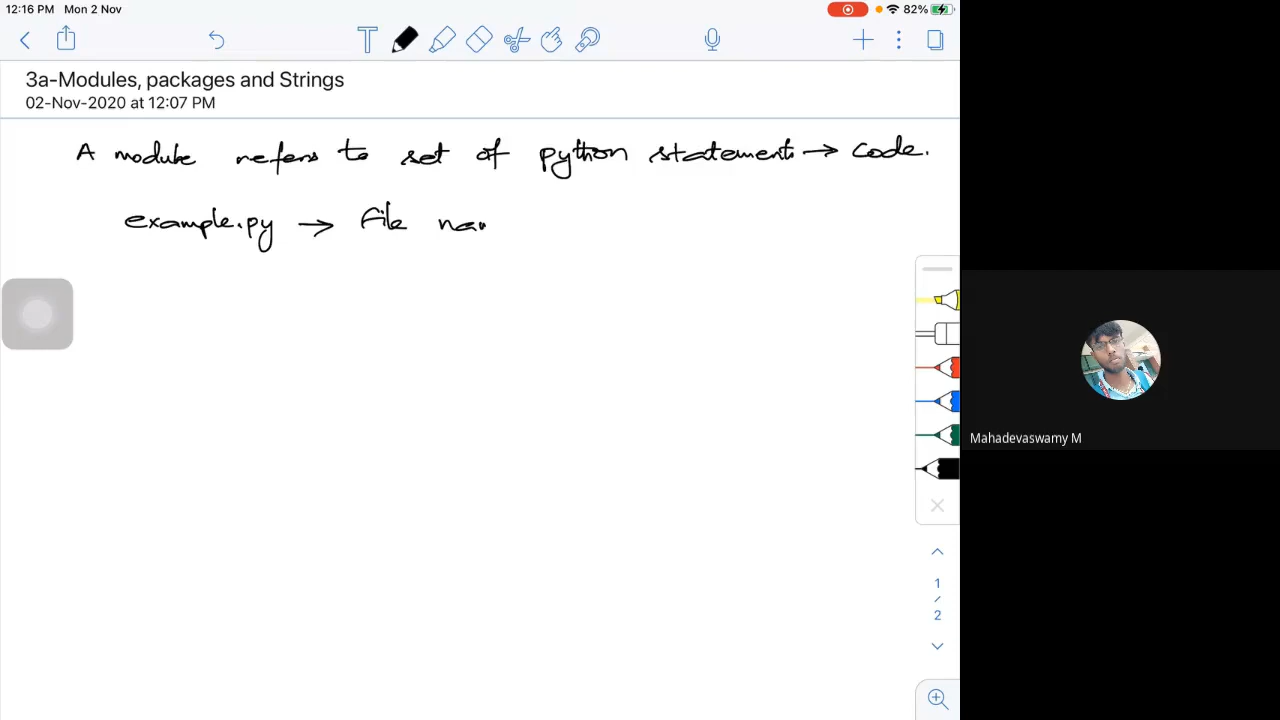 12:16 PM Mon 2 Nov
82%
3a-Modules, packages and Strings
02-Nov-2020 at 12:07 PM
A module refers to set of python statements → code.
example.py → file nam
1
/
2
Mahadevaswamy M